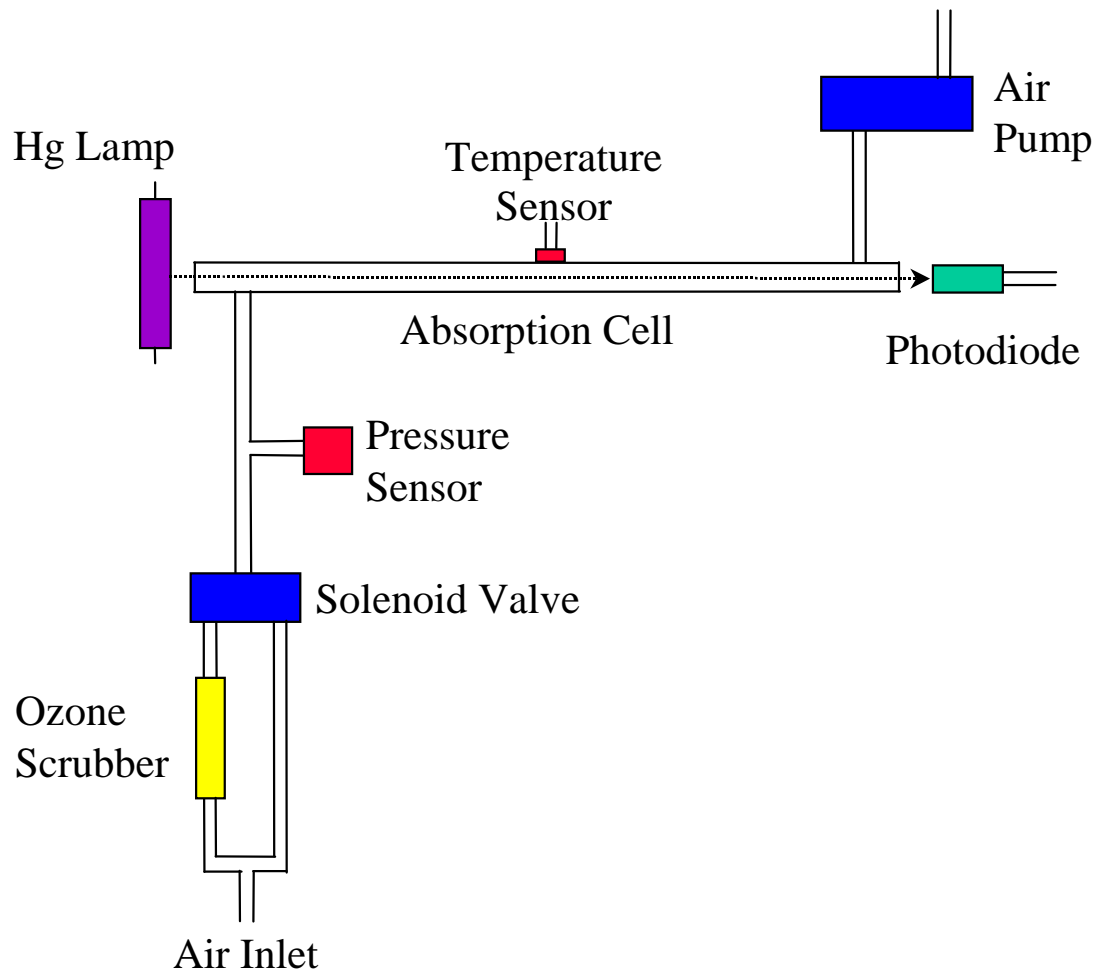 Air
Pump
Hg Lamp
Temperature
Sensor
Absorption Cell
Photodiode
Pressure
Sensor
Solenoid Valve
Ozone
Scrubber
Air Inlet